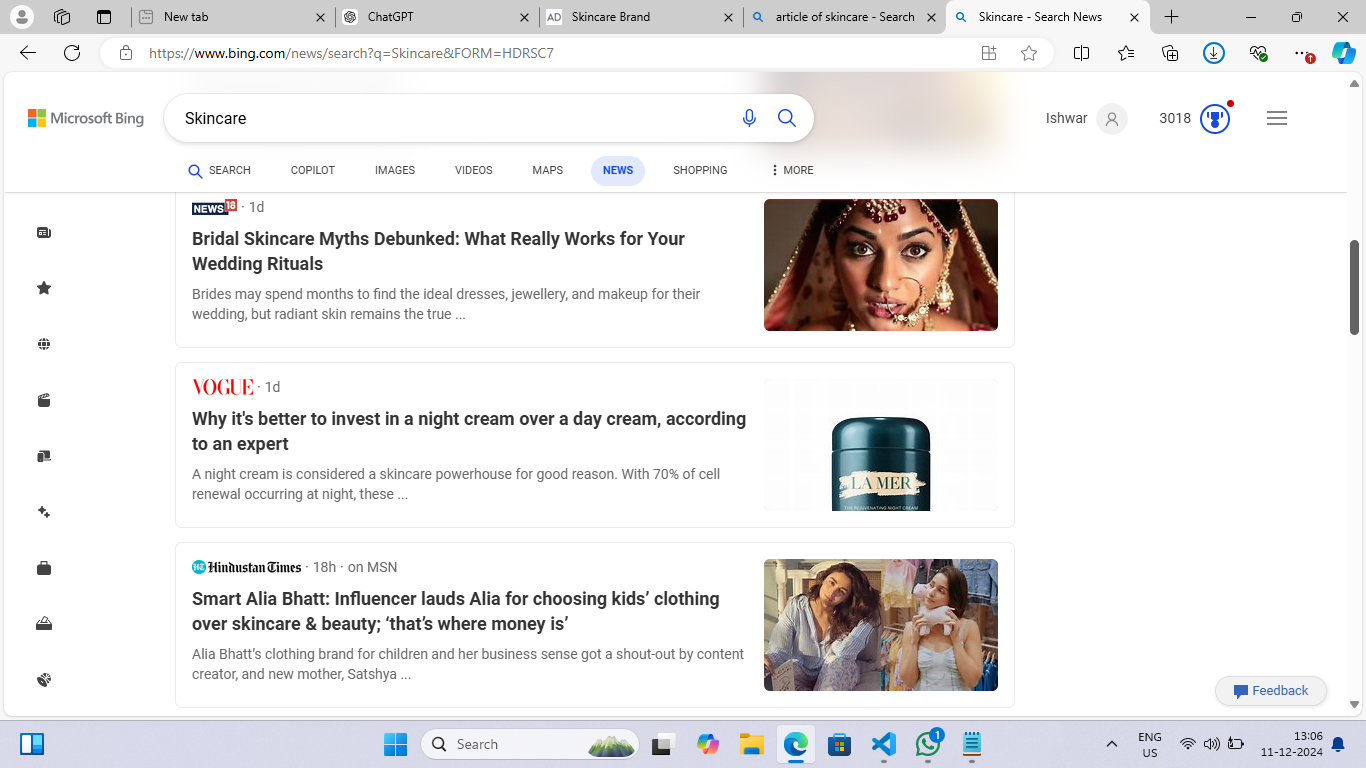 New tab
ChatGPT
AD Skincare Brand
article of skincare - Search
Skincare - Search News
https://www.bing.com/news/search?q=Skincare&FORM=HDRSC7
Microsoft Bing
Skincare
Ishwar
3018
SEARCH
COPILOT
IMAGES
VIDEOS
MAPS
NEWS
SHOPPING
MORE
NEWS18 · 1d
Bridal Skincare Myths Debunked: What Really Works for Your
Wedding Rituals
Brides may spend months to find the ideal dresses, jewellery, and makeup for their
wedding, but radiant skin remains the true ...
VOGUE · 1d
Why it's better to invest in a night cream over a day cream, according
to an expert
A night cream is considered a skincare powerhouse for good reason. With 70% of cell
renewal occurring at night, these ...
LA MER
THE REJUVENATING NIGHT CREAM
HT Hindustan Times · 18h · on MSN
Smart Alia Bhatt: Influencer lauds Alia for choosing kids’ clothing
over skincare & beauty; ‘that’s where money is’
Alia Bhatt’s clothing brand for children and her business sense got a shout-out by content
creator, and new mother, Satshya ...
Feedback
Search
1
ENG
US
13:06
11-12-2024